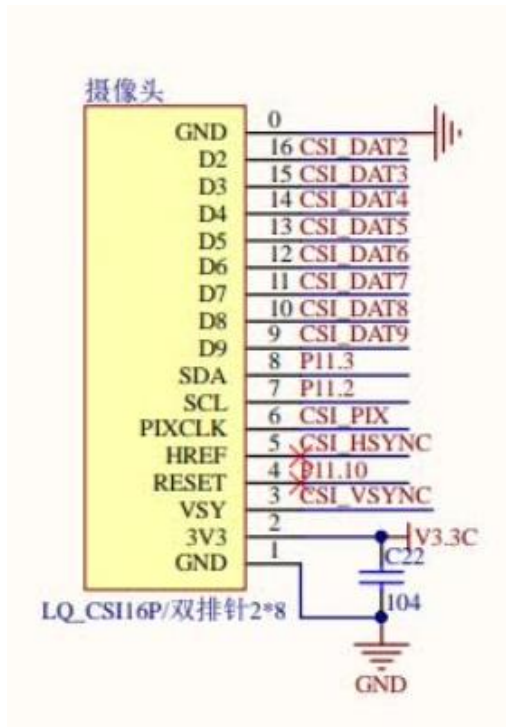 摄像头
GND 0
D2 16 CSI_DAT2
D3 15 CSI_DAT3
D4 14 CSI_DAT4
D5 13 CSI_DAT5
D6 12 CSI_DAT6
D7 11 CSI_DAT7
D8 10 CSI_DAT8
D9 9 CSI_DAT9
SDA 8 P11.3
SCL 7 P11.2
PIXCLK 6 CSI_PIX
HREF 5 CSI_HSYNC
RESET 4 P11.10
VSY 3 CSI_VSYNC
3V3 2 V3.3C
GND 1
C22
104
LQ_CSI16P/双排针2*8
GND